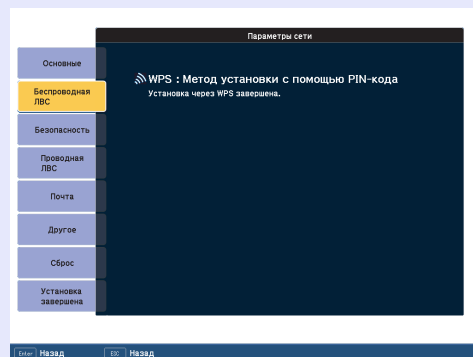 Параметры сети
Основные
Беспроводная
ЛВС
Безопасность
Проводная
ЛВС
Почта
Другое
Сброс
Установка
завершена
WPS : Метод установки с помощью PIN-кода
Установка через WPS завершена.
Enter Назад
ESC Назад